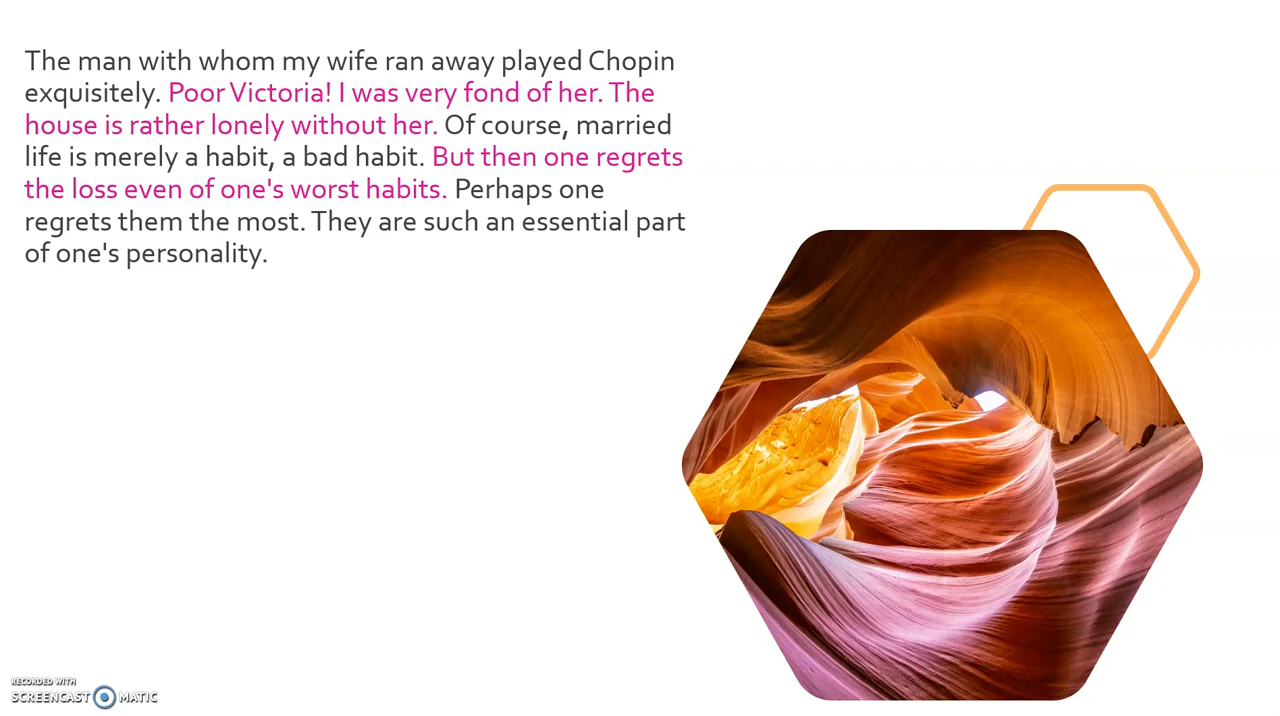 The man with whom my wife ran away played Chopin
exquisitely. Poor Victoria! I was very fond of her. The
house is rather lonely without her. Of course, married
life is merely a habit, a bad habit. But then one regrets
the loss even of one's worst habits. Perhaps one
regrets them the most. They are such an essential part
of one's personality.
RECORDED WITH
SCREENCAST MATIC